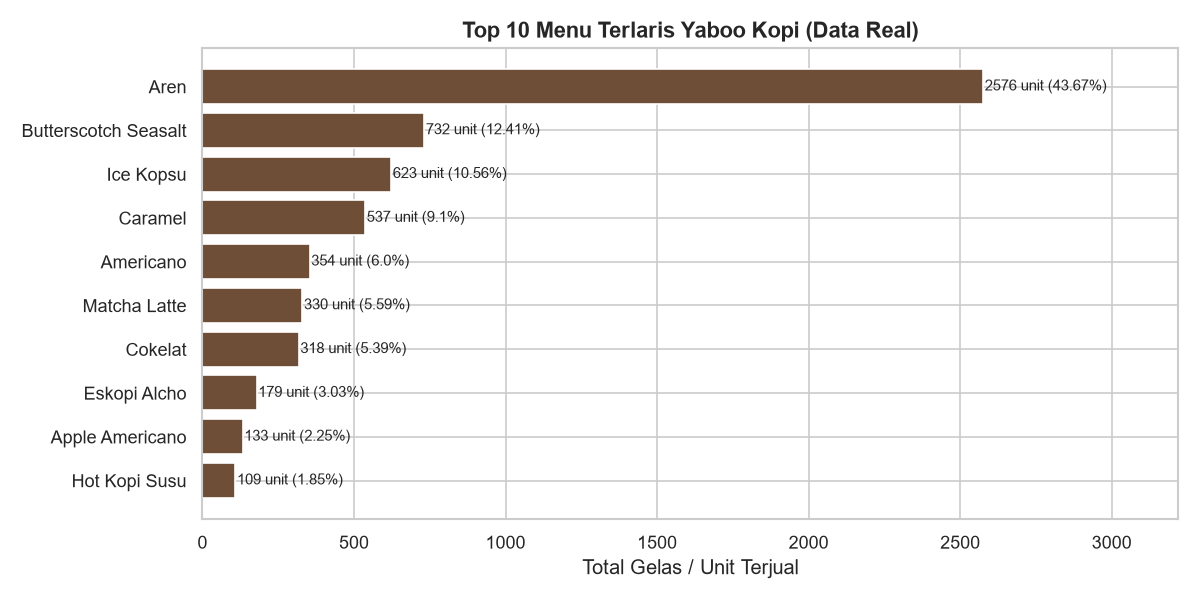 Top 10 Menu Terlaris Yaboo Kopi (Data Real)
Aren 2576 unit (43.67%)
Butterscotch Seasalt 732 unit (12.41%)
Ice Kopsu 623 unit (10.56%)
Caramel 537 unit (9.1%)
Americano 354 unit (6.0%)
Matcha Latte 330 unit (5.59%)
Cokelat 318 unit (5.39%)
Eskopi Alcho 179 unit (3.03%)
Apple Americano 133 unit (2.25%)
Hot Kopi Susu 109 unit (1.85%)
0 500 1000 1500 2000 2500 3000
Total Gelas / Unit Terjual